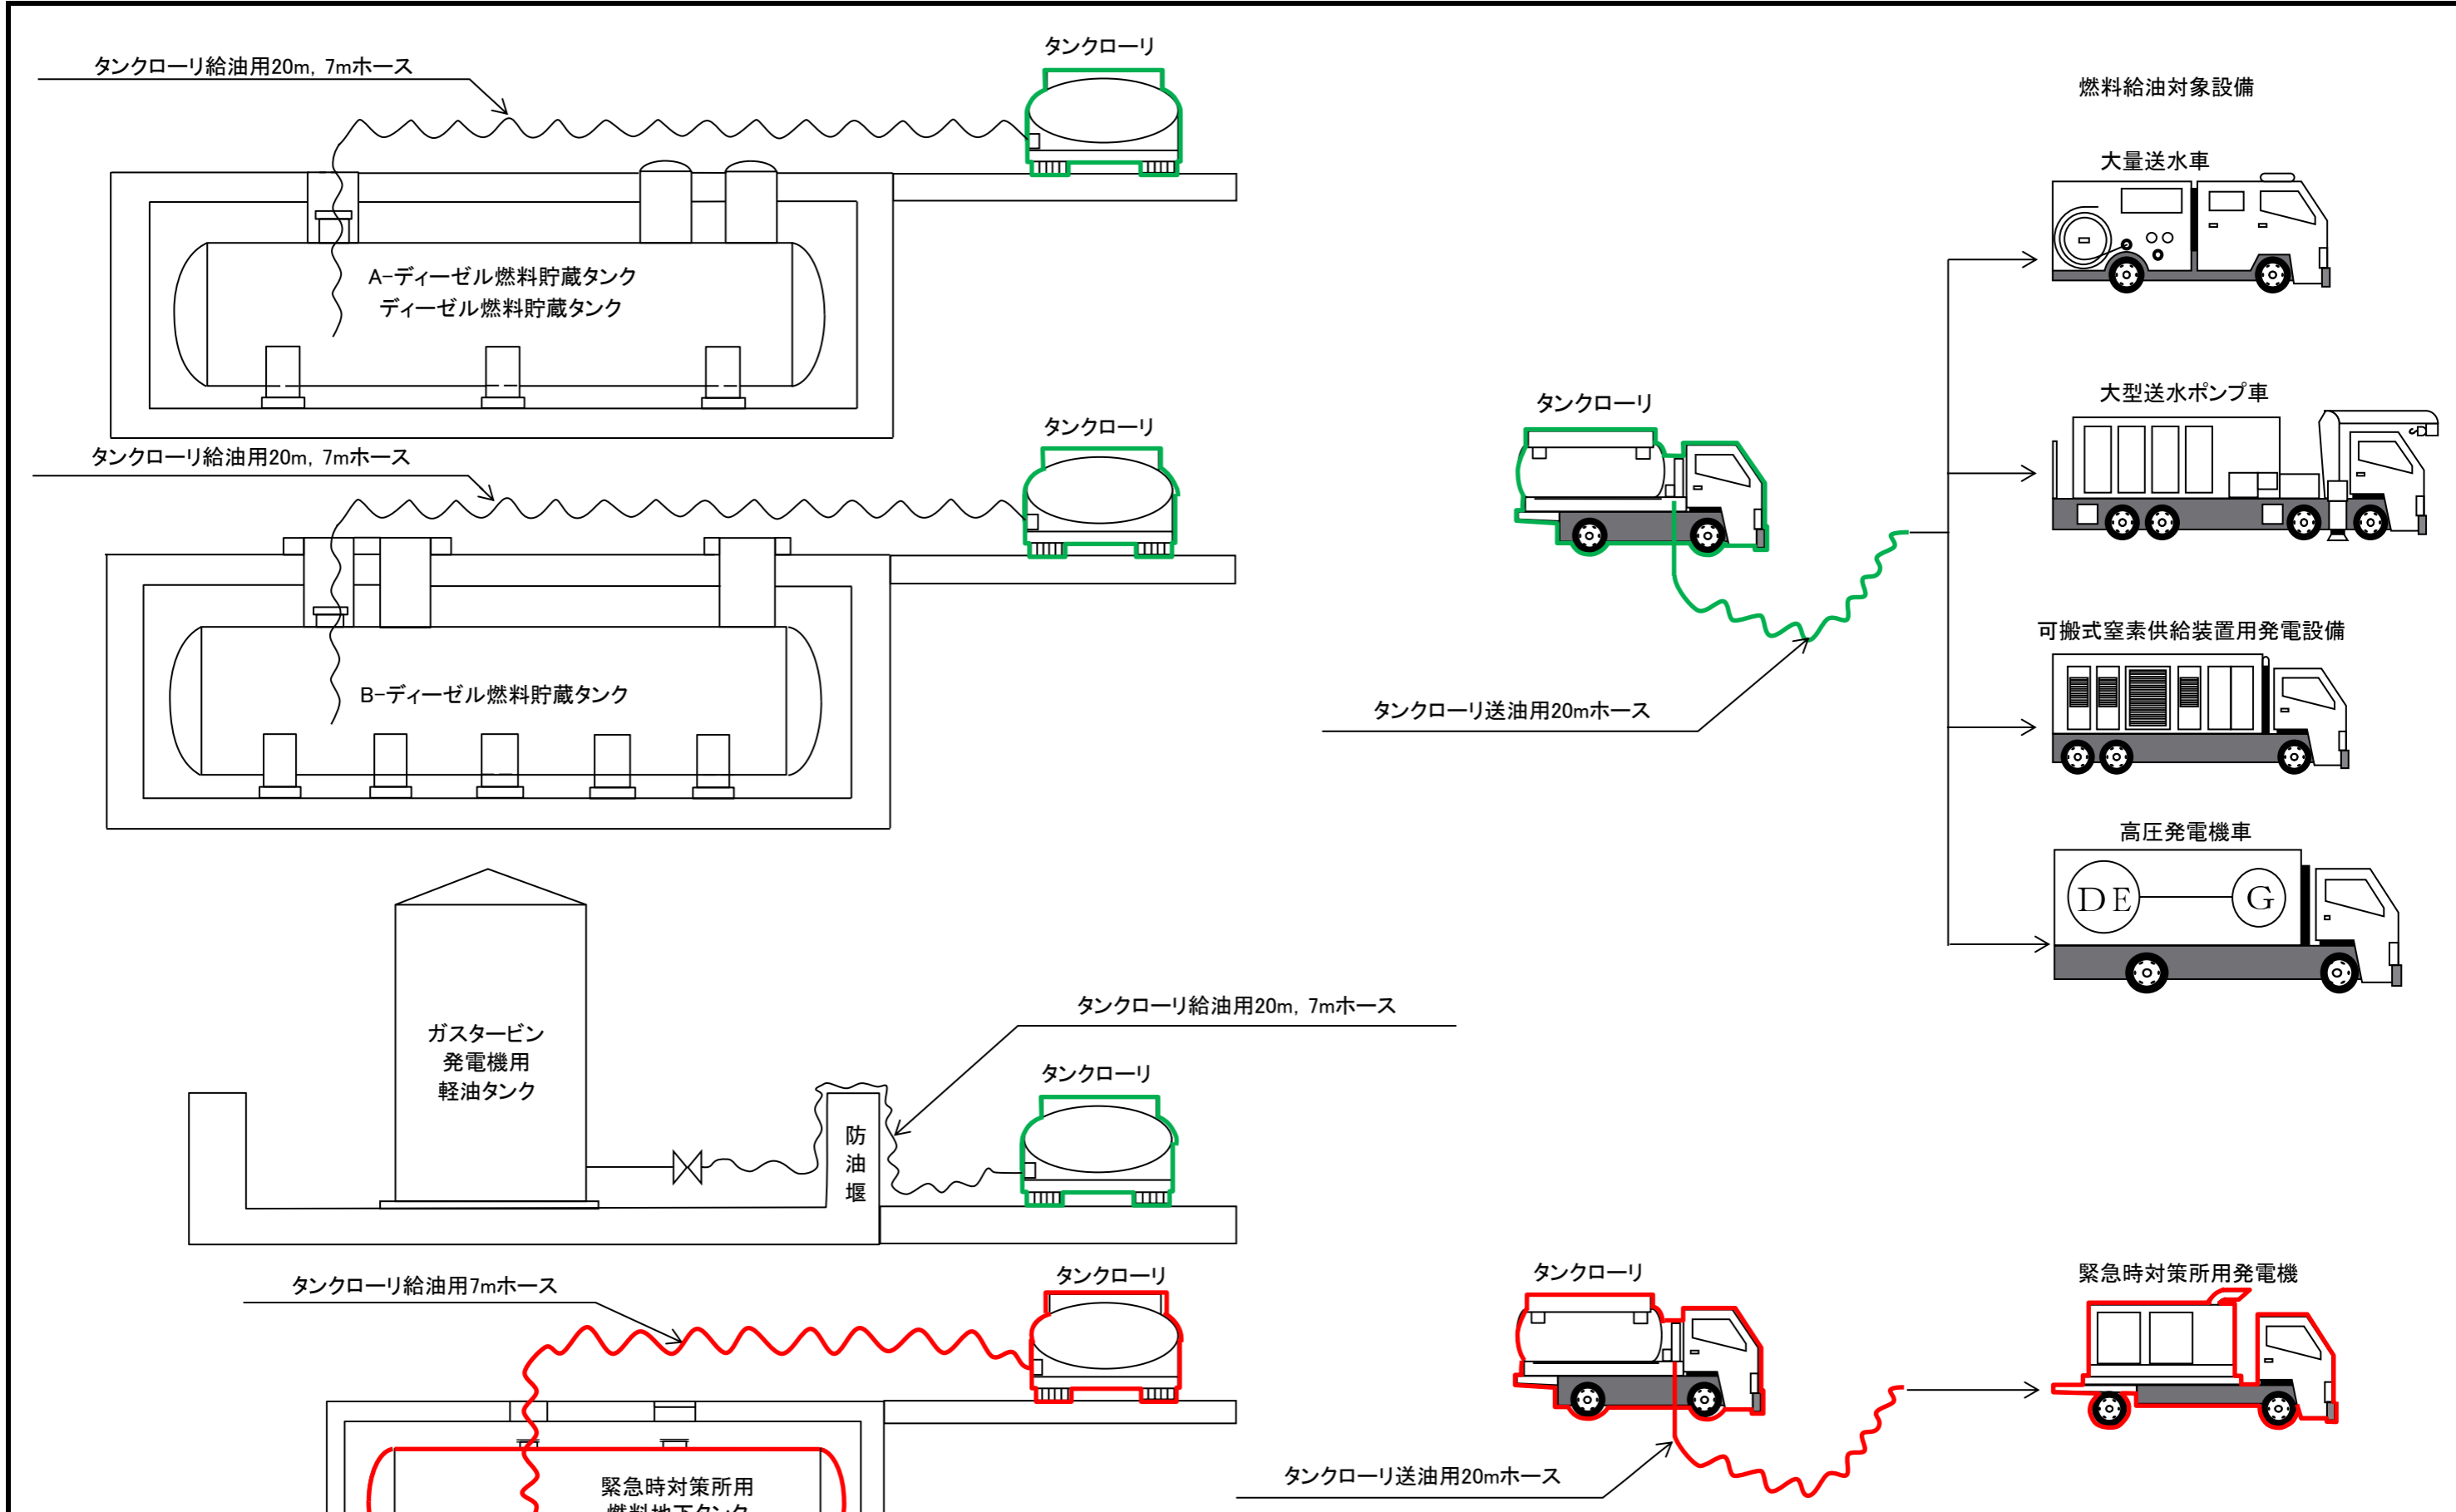 タンクローリ給油用20m, 7mホース
タンクローリ
A-ディーゼル燃料貯蔵タンク
ディーゼル燃料貯蔵タンク
タンクローリ給油用20m, 7mホース
タンクローリ
B-ディーゼル燃料貯蔵タンク
ガスタービン
発電機用
軽油タンク
防油堰
タンクローリ給油用20m, 7mホース
タンクローリ
タンクローリ給油用7mホース
タンクローリ
緊急時対策所用
燃料地下タンク
燃料給油対象設備
大量送水車
タンクローリ
大型送水ポンプ車
タンクローリ送油用20mホース
可搬式窒素供給装置用発電設備
高圧発電機車
DE
G
タンクローリ
緊急時対策所用発電機
タンクローリ送油用20mホース